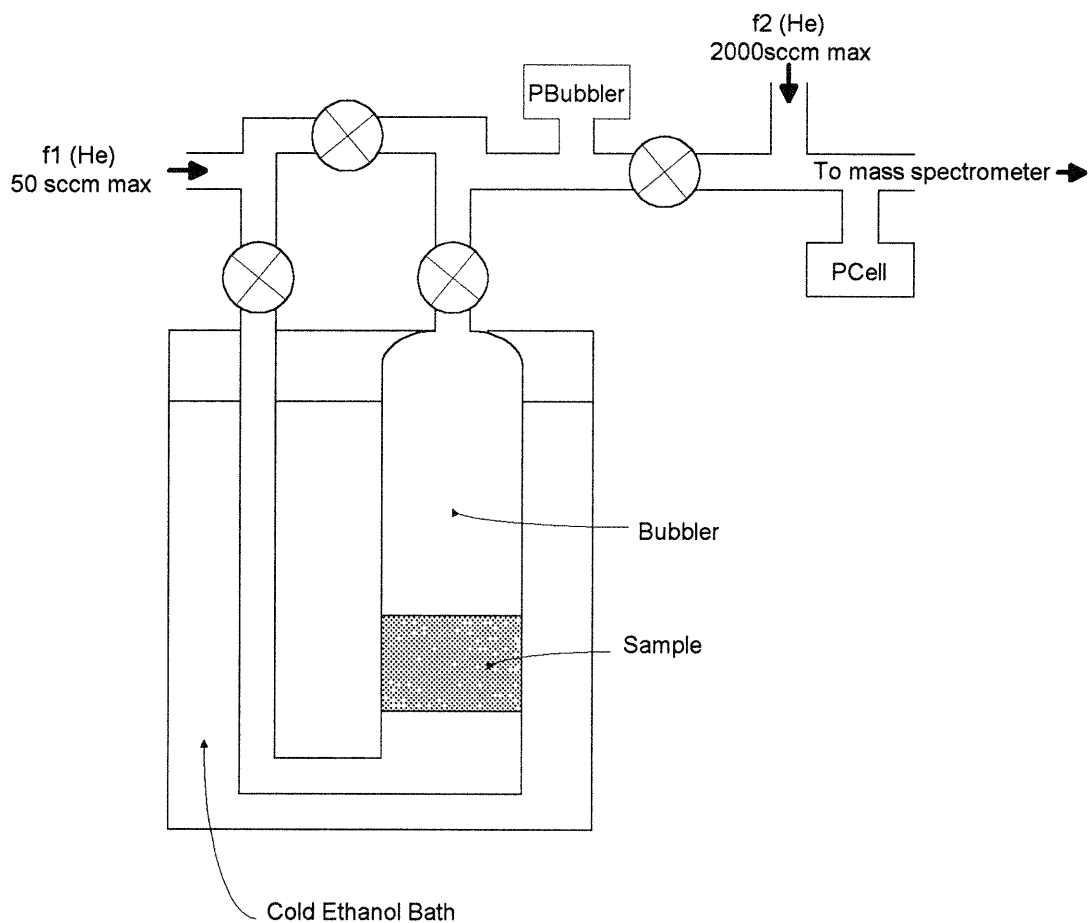 f2 (He)
2000sccm max
PBubbler
f1 (He)
50 sccm max
To mass spectrometer
PCell
Bubbler
Sample
Cold Ethanol Bath